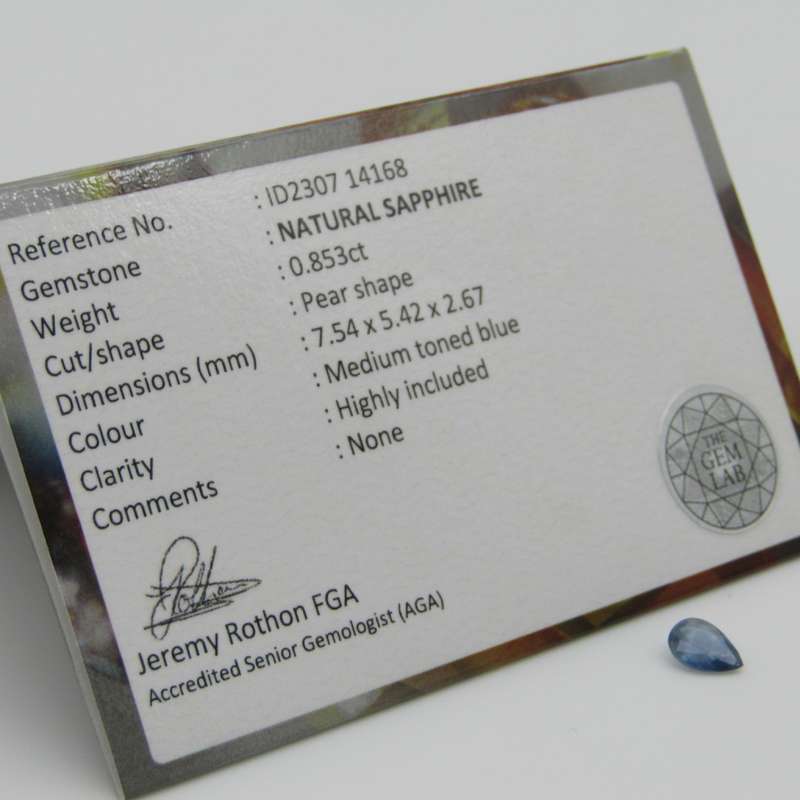 Reference No. : ID2307 14168
Gemstone : NATURAL SAPPHIRE
Weight : 0.853ct
Cut/shape : Pear shape
Dimensions (mm) : 7.54 x 5.42 x 2.67
Colour : Medium toned blue
Clarity : Highly included
Comments : None
THE
GEM
LAB
Jeremy Rothon FGA
Accredited Senior Gemologist (AGA)